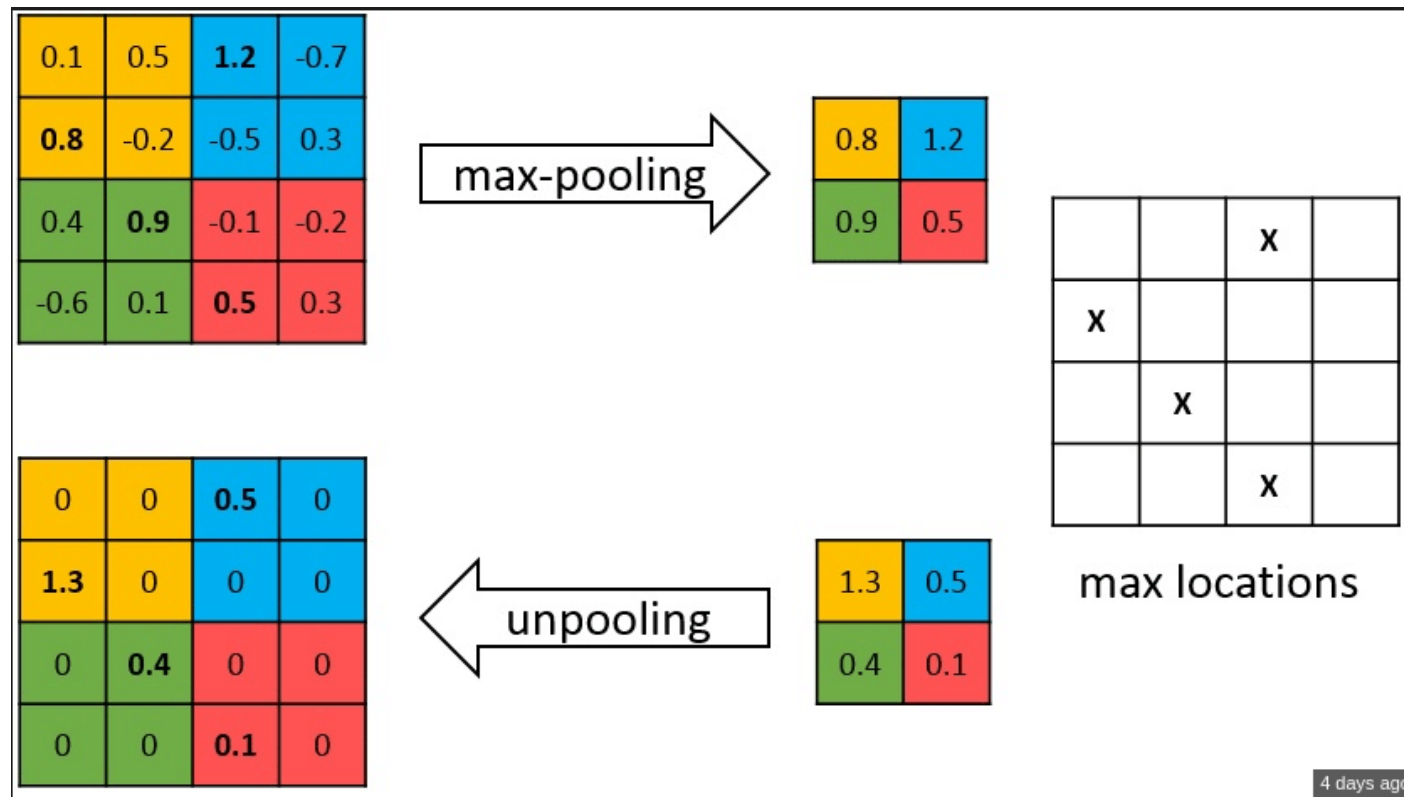 0.1 0.5 1.2 -0.7
0.8 -0.2 -0.5 0.3
0.4 0.9 -0.1 -0.2
-0.6 0.1 0.5 0.3
max-pooling
0.8 1.2
0.9 0.5
X
X
X
X
max locations
0 0 0.5 0
1.3 0 0 0
0 0.4 0 0
0 0 0.1 0
unpooling
1.3 0.5
0.4 0.1
4 days ago